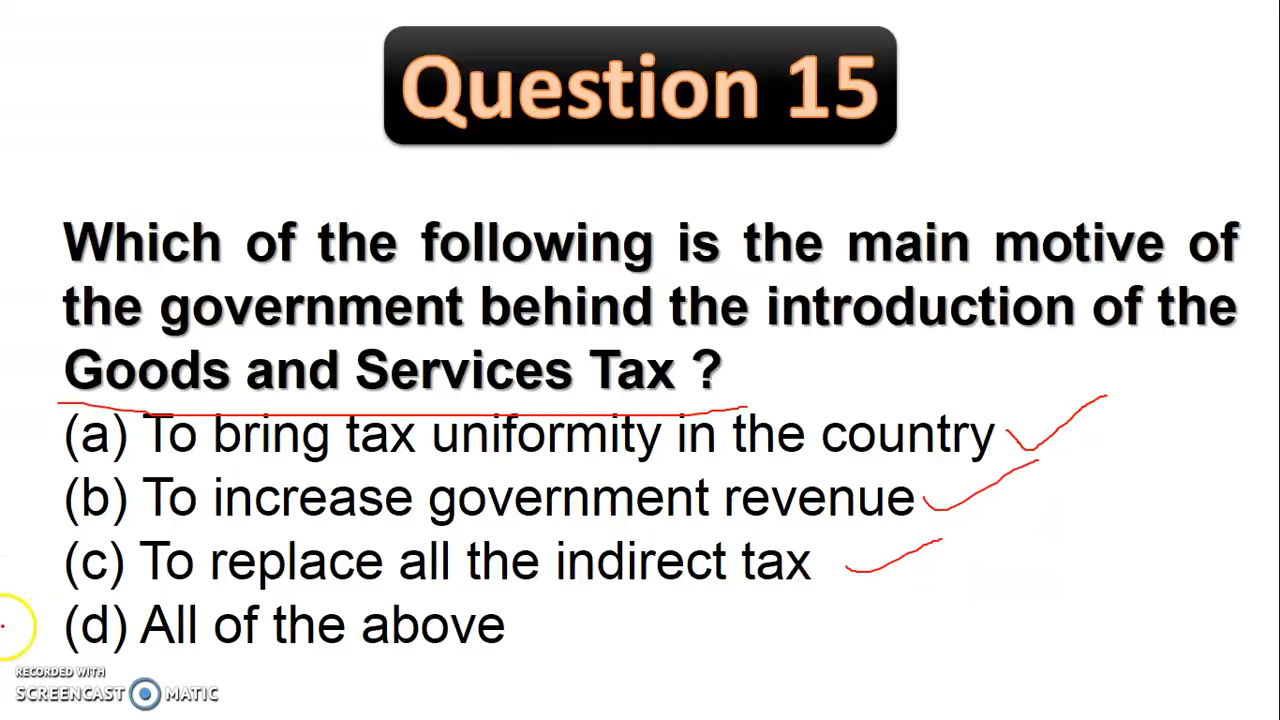 Question 15
Which of the following is the main motive of
the government behind the introduction of the
Goods and Services Tax ?
(a) To bring tax uniformity in the country
(b) To increase government revenue
(c) To replace all the indirect tax
(d) All of the above
RECORDED WITH
SCREENCAST MATIC